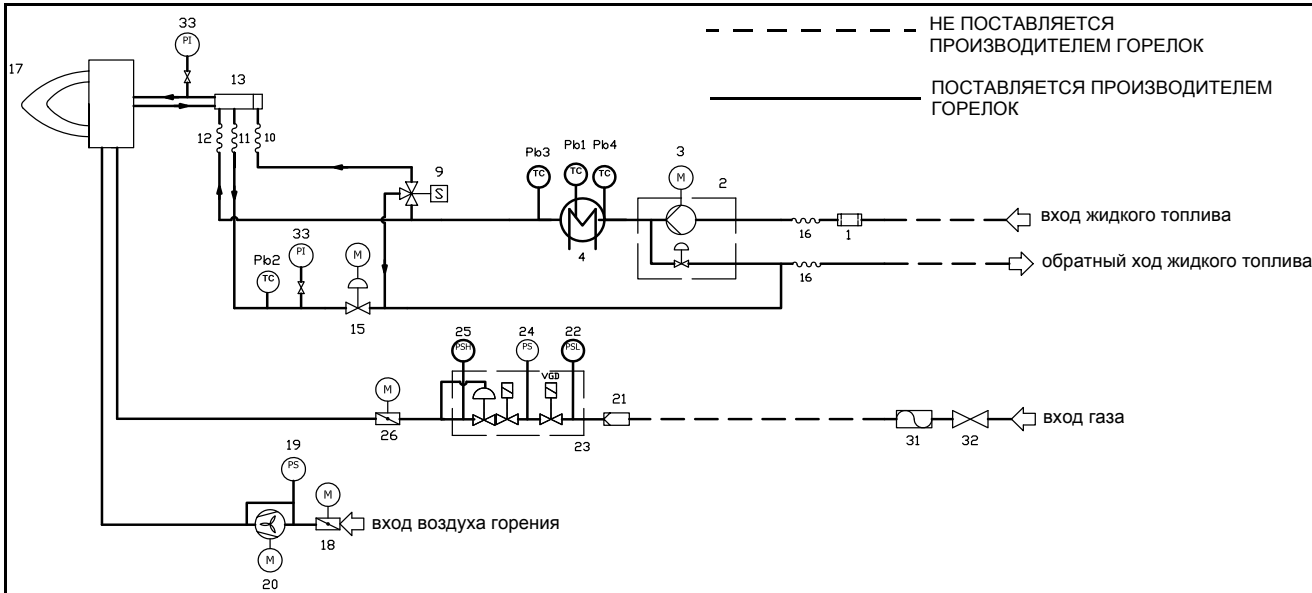 33
НЕ ПОСТАВЛЯЕТСЯ
ПРОИЗВОДИТЕЛЕМ ГОРЕЛОК
PI
17
13
ПОСТАВЛЯЕТСЯ ПРОИЗВОДИТЕЛЕМ
ГОРЕЛОК
12
11
10
Pb3
Pb1
Pb4
3
TC
TC
TC
M
9
2
S
вход жидкого топлива
16
1
4
33
M
PI
Pb2
TC
обратный ход жидкого топлива
16
15
25
24
22
PSH
PS
PSL
VGD
M
21
вход газа
26
23
31
32
19
PS
M
вход воздуха горения
18
M
20